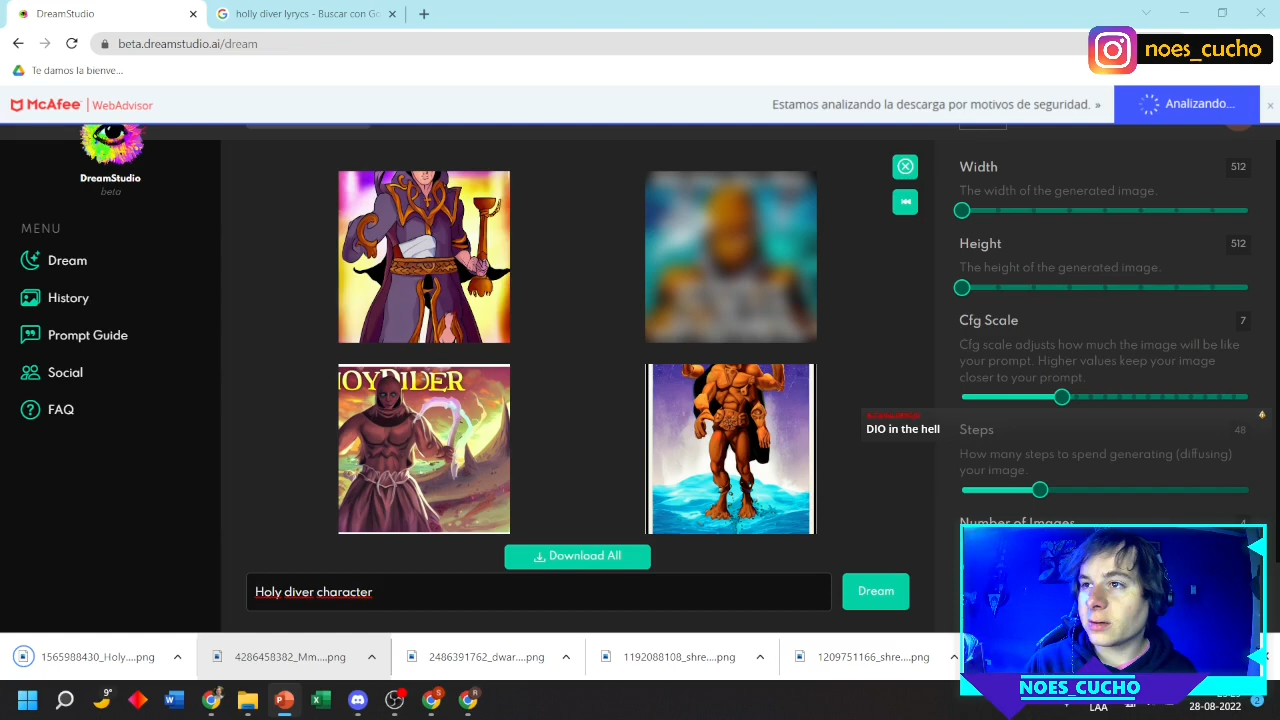 DreamStudio
holly diver lyrycs - Buscar con Go
beta.dreamstudio.ai/dream
noes_cucho
Te damos la bienve...
McAfee | WebAdvisor
Estamos analizando la descarga por motivos de seguridad. »
Analizando...
DreamStudio
beta
MENU
Dream
History
Prompt Guide
Social
FAQ
Width
512
The width of the generated image.
Height
512
The height of the generated image.
Cfg Scale
7
Cfg scale adjusts how much the image will be like
your prompt. Higher values keep your image
closer to your prompt.
DIO in the hell
Steps
48
How many steps to spend generating (diffusing)
your image.
Number of Images
4
Download All
Holy diver character
Dream
1565988430_Holy....png
2486391762_dwar....png
1192088108_shre....png
1209751166_shre....png
9°
NOES_CUCHO
LAA
28-08-2022
2